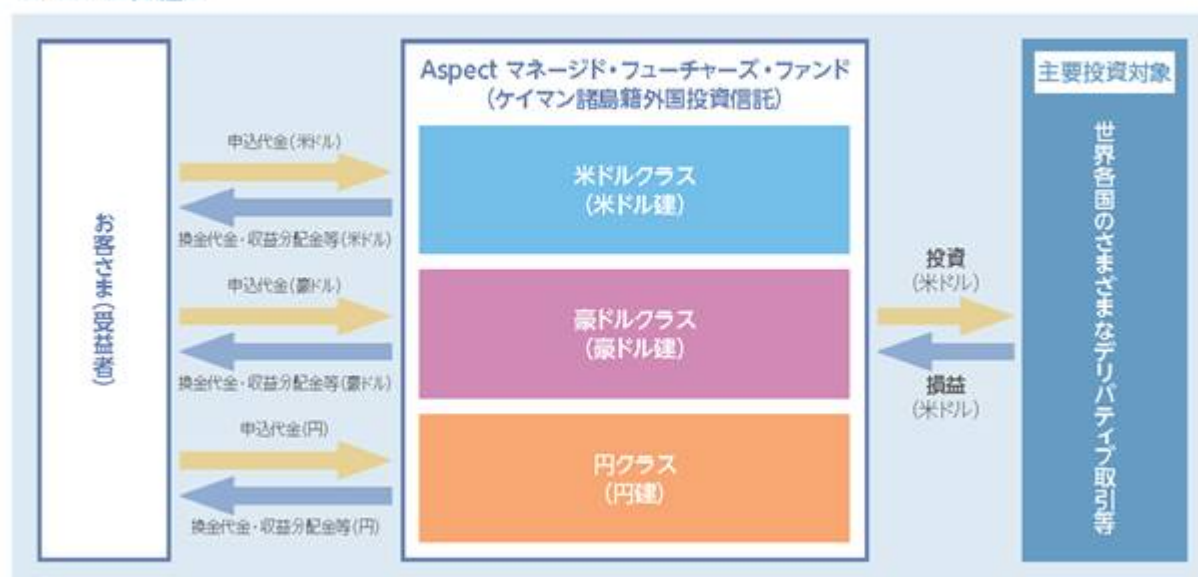 お客さま(受益者)
申込代金(米ドル)
換金代金・収益分配金等(米ドル)
申込代金(豪ドル)
換金代金・収益分配金等(豪ドル)
申込代金(円)
換金代金・収益分配金等(円)
Aspect マネージド・フューチャーズ・ファンド
(ケイマン諸島籍外国投資信託)
米ドルクラス
(米ドル建)
豪ドルクラス
(豪ドル建)
円クラス
(円建)
投資
(米ドル)
損益
(米ドル)
主要投資対象
世界各国のさまざまなデリバティブ取引等